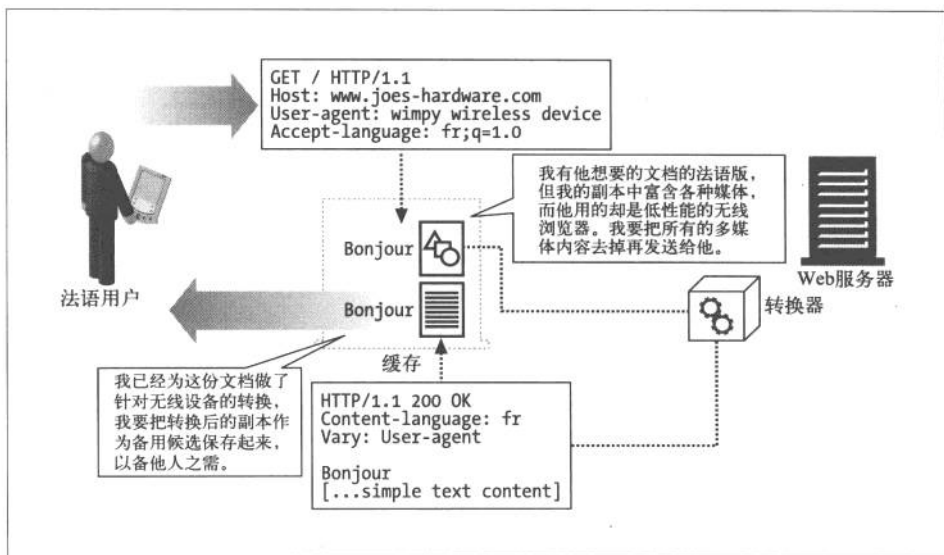 GET / HTTP/1.1
Host: www.joes-hardware.com
User-agent: wimpy wireless device
Accept-language: fr;q=1.0
我有他想要的文档的法语版，
但我的副本中富含各种媒体，
而他用的却是低性能的无线
浏览器。我要把所有的多媒
体内容去掉再发送给他。
Bonjour
Web服务器
法语用户
Bonjour
转换器
缓存
我已经为这份文档做了
针对无线设备的转换，
我要把转换后的副本作
为备用候选保存起来，
以备他人之需。
HTTP/1.1 200 OK
Content-language: fr
Vary: User-agent
Bonjour
[...simple text content]